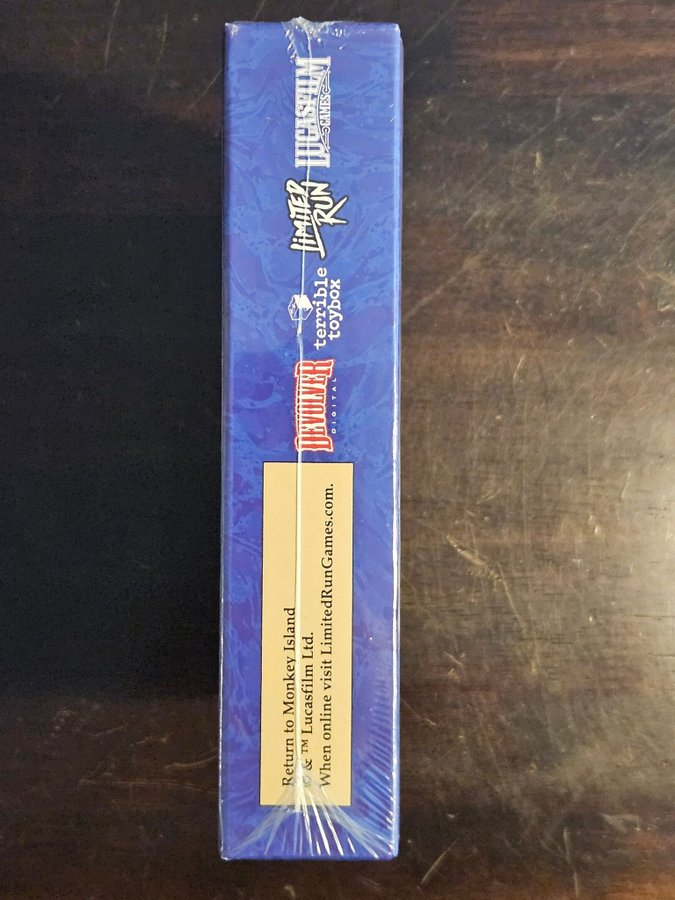 Return to Monkey Island
© & ™ Lucasfilm Ltd.
When online visit LimitedRunGames.com.
DEVOLVER
DIGITAL
terrible
toybox
LIMITED
RUN
LUCASFILM
GAMES